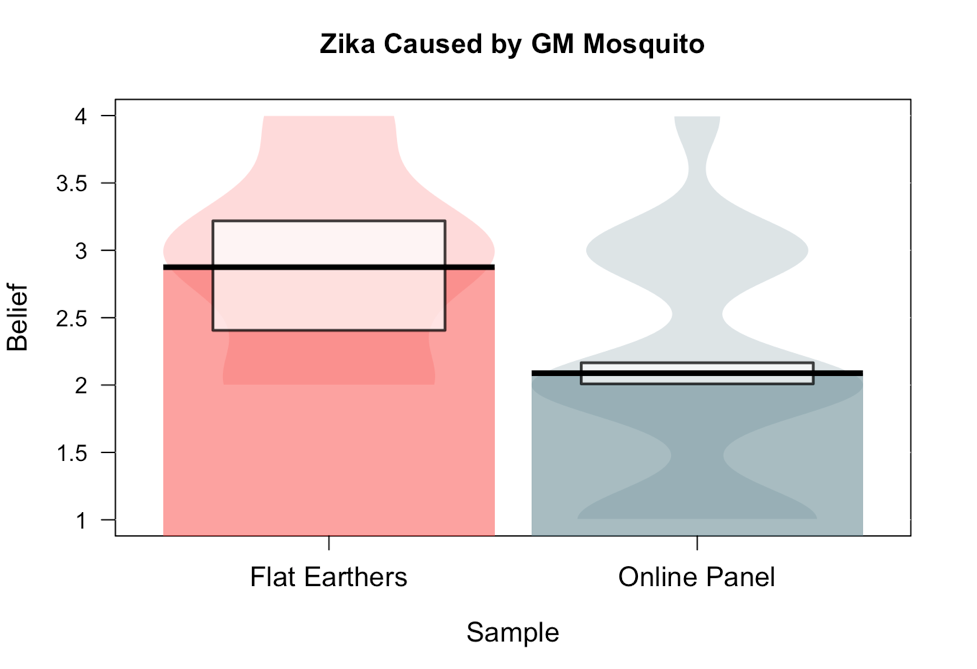 Zika Caused by GM Mosquito
Belief
4
3.5
3
2.5
2
1.5
1
Flat Earthers
Online Panel
Sample